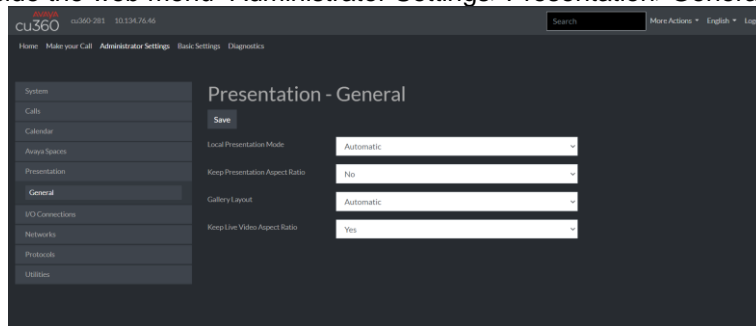 ide the web menu "Administrator Settings> Presentation> General
AVAYA
cu360 cu360-281 10.134.76.46 Search More Actions English Log
Home Make your Call Administrator Settings Basic Settings Diagnostics
Presentation - General
Save
System
Calls
Calendar
Avaya Spaces
Presentation
General
I/O Connections
Networks
Protocols
Utilities
Local Presentation Mode Automatic
Keep Presentation Aspect Ratio No
Gallery Layout Automatic
Keep Live Video Aspect Ratio Yes